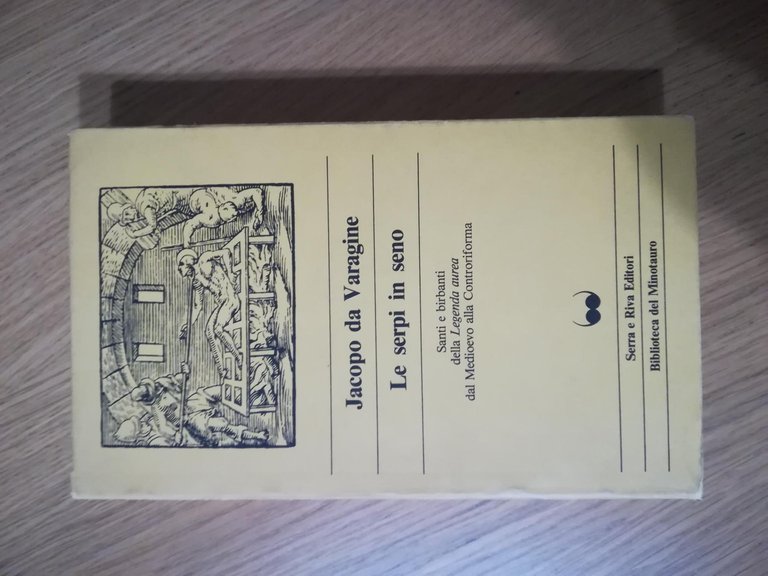 Jacopo da Varagine
Le serpi in seno
Santi e birbanti
della Legenda aurea
dal Medioevo alla Controriforma
Serra e Riva Editori
Biblioteca del Minotauro